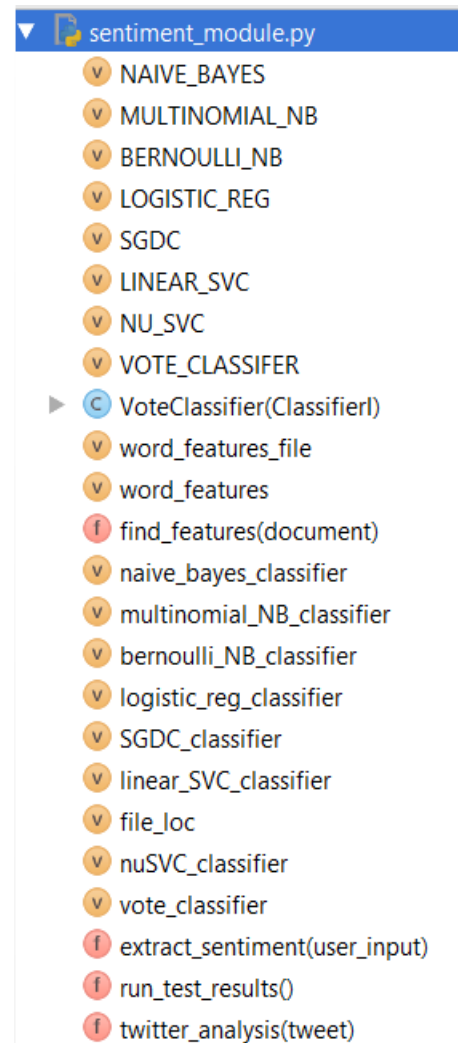 sentiment_module.py
V NAIVE_BAYES
V MULTINOMIAL_NB
V BERNOULLI_NB
V LOGISTIC_REG
V SGDC
V LINEAR_SVC
V NU_SVC
V VOTE_CLASSIFER
C VoteClassifier(ClassifierI)
V word_features_file
V word_features
f find_features(document)
V naive_bayes_classifier
V multinomial_NB_classifier
V bernoulli_NB_classifier
V logistic_reg_classifier
V SGDC_classifier
V linear_SVC_classifier
V file_loc
V nuSVC_classifier
V vote_classifier
f extract_sentiment(user_input)
f run_test_results()
f twitter_analysis(tweet)